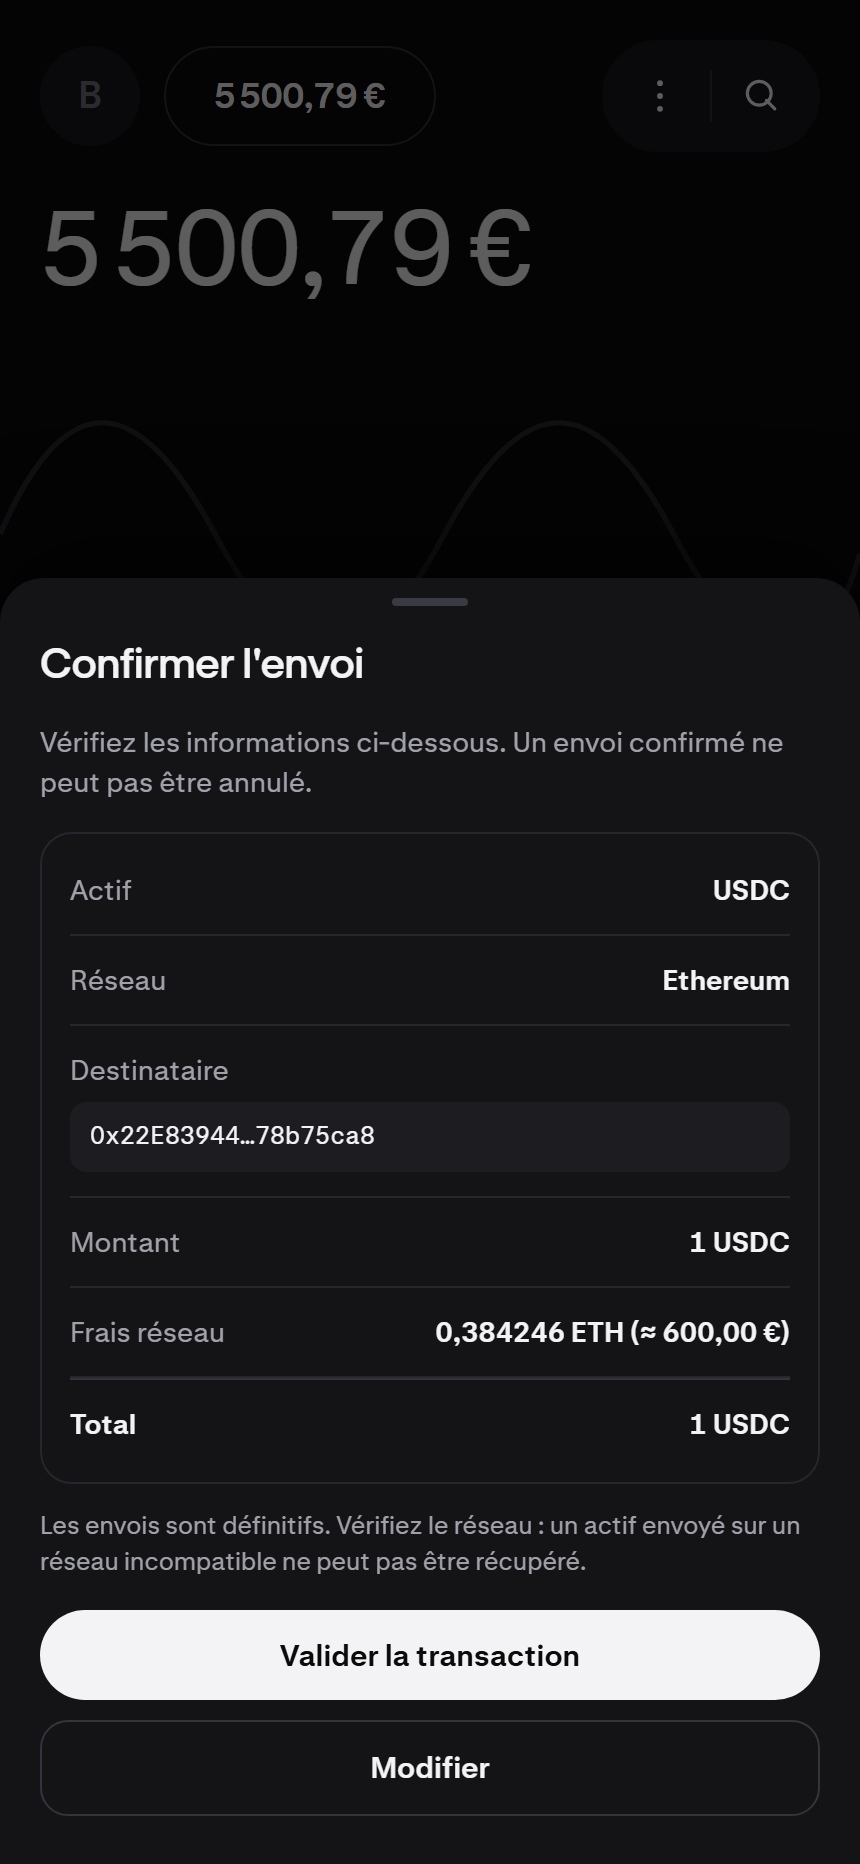 B
5 500,79 €
5 500,79 €
Confirmer l'envoi
Vérifiez les informations ci-dessous. Un envoi confirmé ne
peut pas être annulé.
Actif
USDC
Réseau
Ethereum
Destinataire
0x22E83944…78b75ca8
Montant
1 USDC
Frais réseau
0,384246 ETH (≈ 600,00 €)
Total
1 USDC
Les envois sont définitifs. Vérifiez le réseau : un actif envoyé sur un
réseau incompatible ne peut pas être récupéré.
Valider la transaction
Modifier